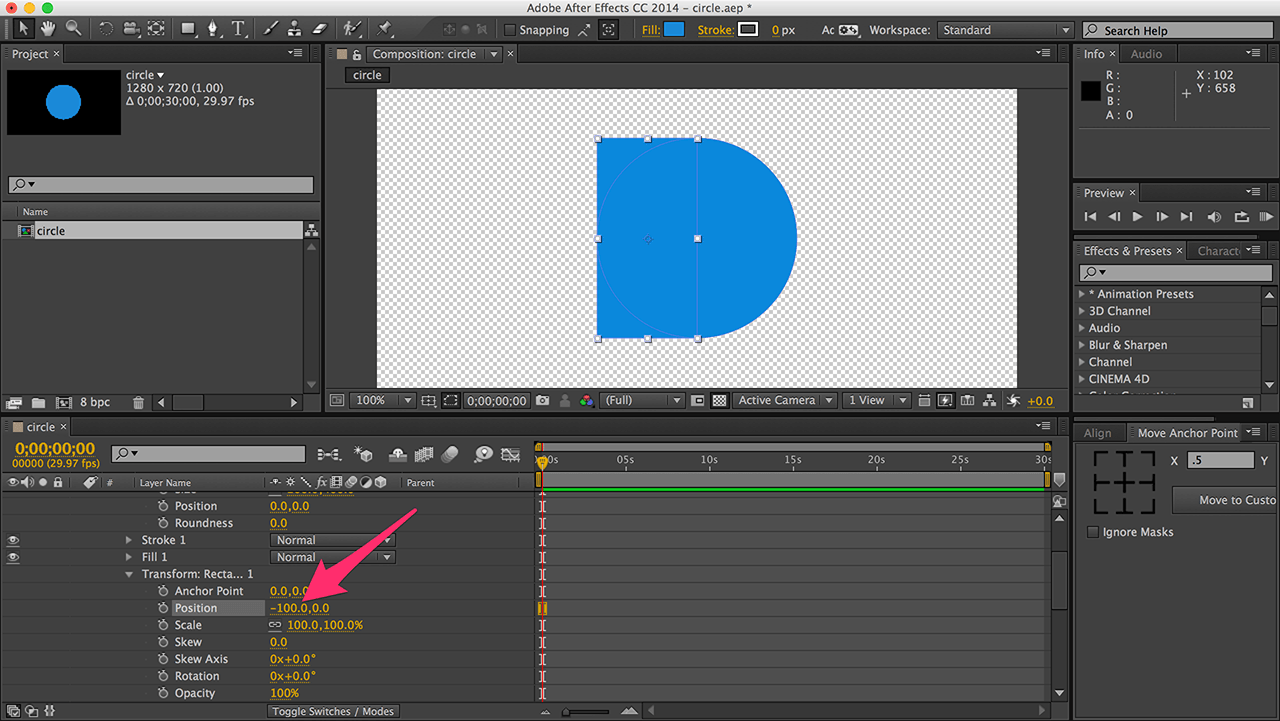 Adobe After Effects CC 2014 – circle.aep *
Snapping Fill: Stroke: 0 px Ac Workspace: Standard Search Help
Project ×
circle
1280 x 720 (1.00)
Δ 0;00;30;00, 29.97 fps
Name
circle
8 bpc
Composition: circle ×
circle
100% 0;00;00;00 (Full) Active Camera 1 View +0.0
Info × Audio
R : X : 102
G : Y : 658
B :
A : 0
Preview ×
Effects & Presets ×
* Animation Presets
3D Channel
Audio
Blur & Sharpen
Channel
CINEMA 4D
circle ×
0;00;00;00
00000 (29.97 fps)
05s 10s 15s 20s 25s
# Layer Name Parent
Position 0.0,0.0
Roundness 0.0
Stroke 1 Normal
Fill 1 Normal
Transform: Recta... 1
Anchor Point 0.0,0.0
Position -100.0,0.0
Scale 100.0,100.0%
Skew 0.0
Skew Axis 0x+0.0°
Rotation 0x+0.0°
Opacity 100%
Toggle Switches / Modes
Align Move Anchor Point
X .5 Y
Move to Custo
Ignore Masks